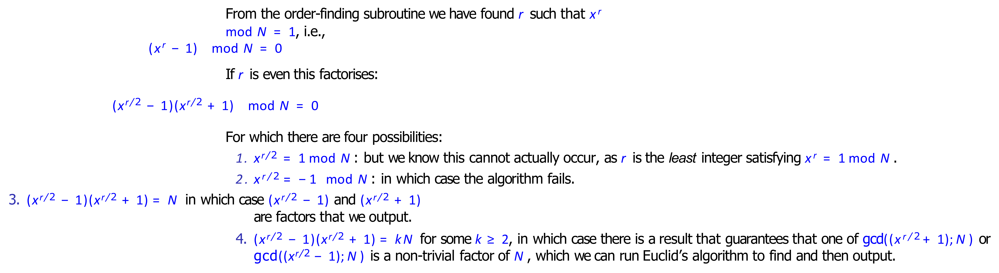 From the order-finding subroutine we have found r such that x^r
mod N = 1, i.e.,
(x^r − 1) mod N = 0
If r is even this factorises:
(x^{r/2} − 1)(x^{r/2} + 1) mod N = 0
For which there are four possibilities:
1. x^{r/2} = 1 mod N : but we know this cannot actually occur, as r is the least integer satisfying x^r = 1 mod N .
2. x^{r/2} = −1 mod N : in which case the algorithm fails.
3. (x^{r/2} − 1)(x^{r/2} + 1) = N in which case (x^{r/2} − 1) and (x^{r/2} + 1)
are factors that we output.
4. (x^{r/2} − 1)(x^{r/2} + 1) = kN for some k ≥ 2, in which case there is a result that guarantees that one of gcd((x^{r/2} + 1); N ) or
gcd((x^{r/2} − 1); N ) is a non-trivial factor of N , which we can run Euclid’s algorithm to find and then output.